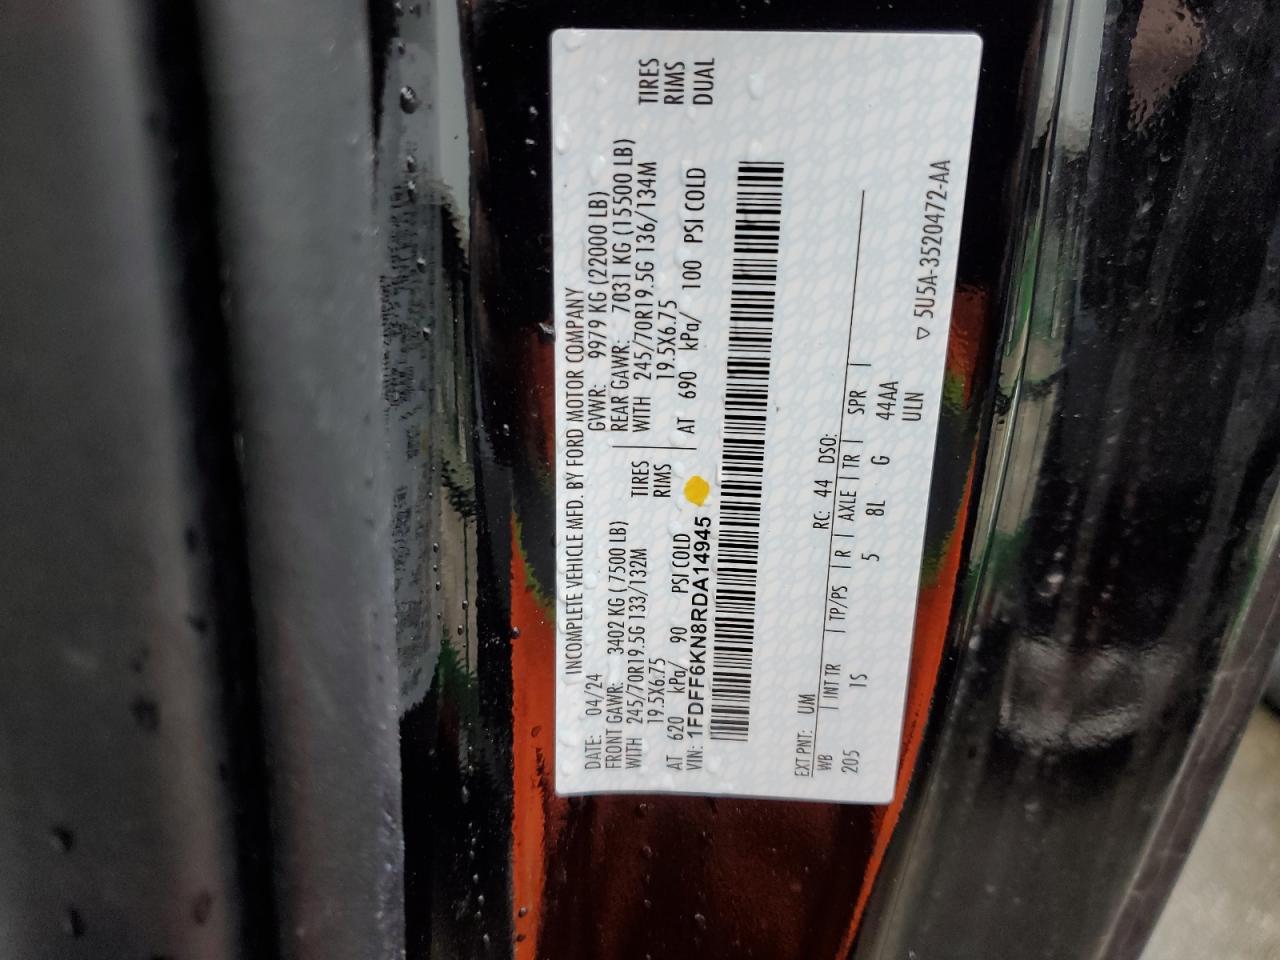 INCOMPLETE VEHICLE MFD. BY FORD MOTOR COMPANY
DATE: 04/24 GVWR: 9979 KG (22000 LB)
FRONT GAWR: 3402 KG (7500 LB) REAR GAWR: 7031 KG (15500 LB)
WITH 245/70R19.5G 133/132M TIRES WITH 245/70R19.5G 136/134M TIRES
19.5X6.75 RIMS 19.5X6.75 RIMS
AT 620 kPa/ 90 PSI COLD AT 690 kPa/ 100 PSI COLD DUAL
VIN: 1FDFF6KN8RDA14945
EXT PNT: UM RC: 44 DSO:
WB | INT TR | TP/PS | R | AXLE | TR | SPR |
205 1S 5 8L G 44AA
ULN
▽ 5U5A-3520472-AA